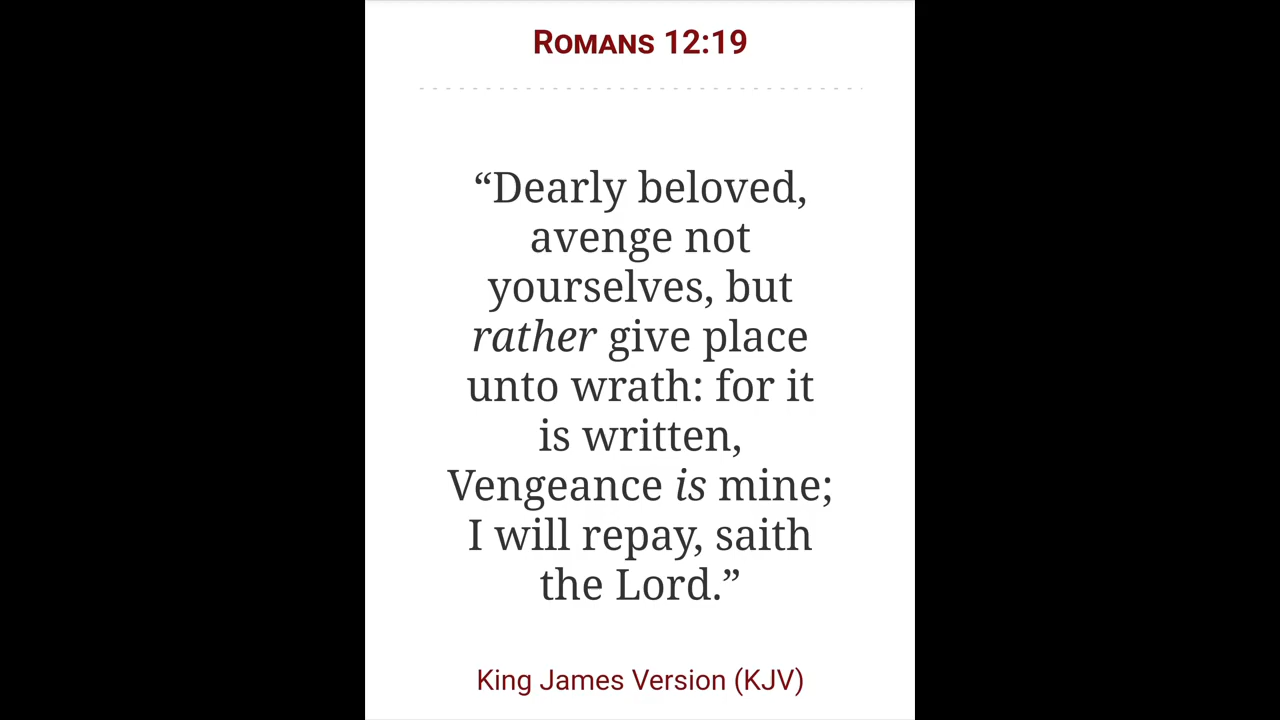 Romans 12:19
“Dearly beloved,
avenge not
yourselves, but
rather give place
unto wrath: for it
is written,
Vengeance is mine;
I will repay, saith
the Lord.”
King James Version (KJV)